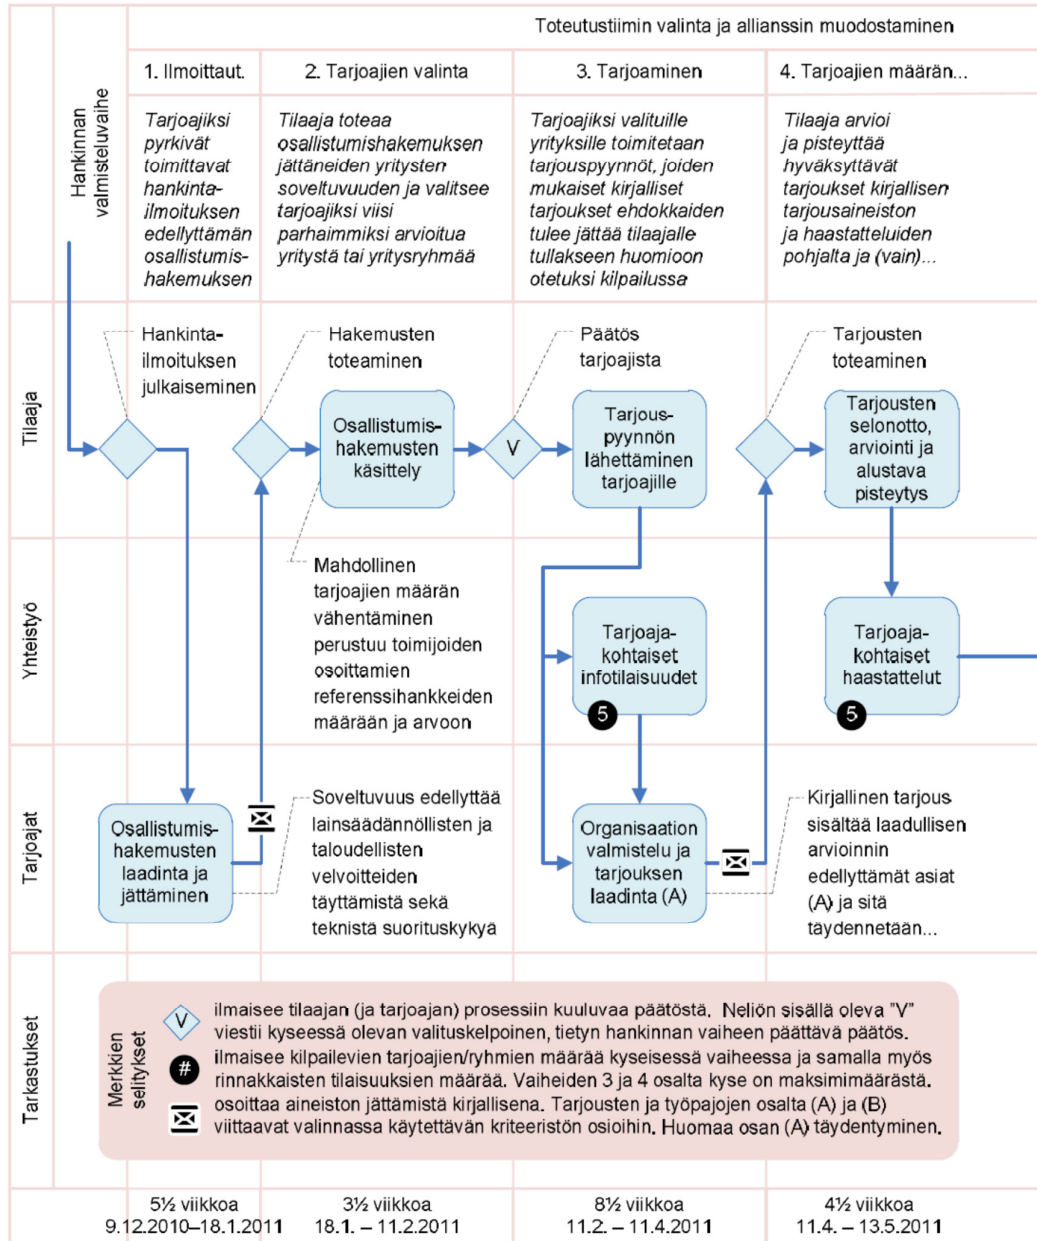 Toteutustiimin valinta ja allianssin muodostaminen
Hankinnan
valmisteluvaihe
1. Ilmoittaut.
2. Tarjoajien valinta
3. Tarjoaminen
4. Tarjoajien määrän...
Tarjoajiksi
pyrkivät
toimittavat
hankinta-
ilmoituksen
edellyttämän
osallistumis-
hakemuksen
Tilaaja toteaa
osallistumishakemuksen
jättäneiden yritysten
soveltuvuuden ja valitsee
tarjoajiksi viisi
parhaimmiksi arvioitua
yritystä tai yritysryhmää
Tarjoajiksi valituille
yrityksille toimitetaan
tarjouspyynnöt, joiden
mukaiset kirjalliset
tarjoukset ehdokkaiden
tulee jättää tilaajalle
tullakseen huomioon
otetuksi kilpailussa
Tilaaja arvioi
ja pisteyttää
hyväksyttävät
tarjoukset kirjallisen
tarjousaineiston
ja haastatteluiden
pohjalta ja (vain)...
Tilaaja
Hankinta-
ilmoituksen
julkaiseminen
Hakemusten
toteaminen
Osallistumis-
hakemusten
käsittely
Päätös
tarjoajista
V
Tarjous-
pyynnön
lähettäminen
tarjoajille
Tarjousten
toteaminen
Tarjousten
selonotto,
arviointi ja
alustava
pisteytys
Yhteistyö
Mahdollinen
tarjoajien määrän
vähentäminen
perustuu toimijoiden
osoittamien
referenssihankkeiden
määrään ja arvoon
Tarjoaja-
kohtaiset
infotilaisuudet
5
Tarjoaja-
kohtaiset
haastattelut
5
Tarjoajat
Osallistumis-
hakemusten
laadinta ja
jättäminen
Soveltuvuus edellyttää
lainsäädännöllisten ja
taloudellisten
velvoitteiden
täyttämistä sekä
teknistä suorituskykyä
Organisaation
valmistelu ja
tarjouksen
laadinta (A)
Kirjallinen tarjous
sisältää laadullisen
arvioinnin
edellyttämät asiat
(A) ja sitä
täydennetään...
Tarkastukset
Merkkien
selitykset
V
ilmaisee tilaajan (ja tarjoajan) prosessiin kuuluvaa päätöstä. Neliön sisällä oleva "V"
viestii kyseessä olevan valituskelpoinen, tietyn hankinnan vaiheen päättävä päätös.
#
ilmaisee kilpailevien tarjoajien/ryhmien määrää kyseisessä vaiheessa ja samalla myös
rinnakkaisten tilaisuuksien määrää. Vaiheiden 3 ja 4 osalta kyse on maksimimäärästä.
osoittaa aineiston jättämistä kirjallisena. Tarjousten ja työpajojen osalta (A) ja (B)
viittaavat valinnassa käytettävän kriteeristön osioihin. Huomaa osan (A) täydentyminen.
5½ viikkoa
9.12.2010–18.1.2011
3½ viikkoa
18.1. – 11.2.2011
8½ viikkoa
11.2. – 11.4.2011
4½ viikkoa
11.4. – 13.5.2011